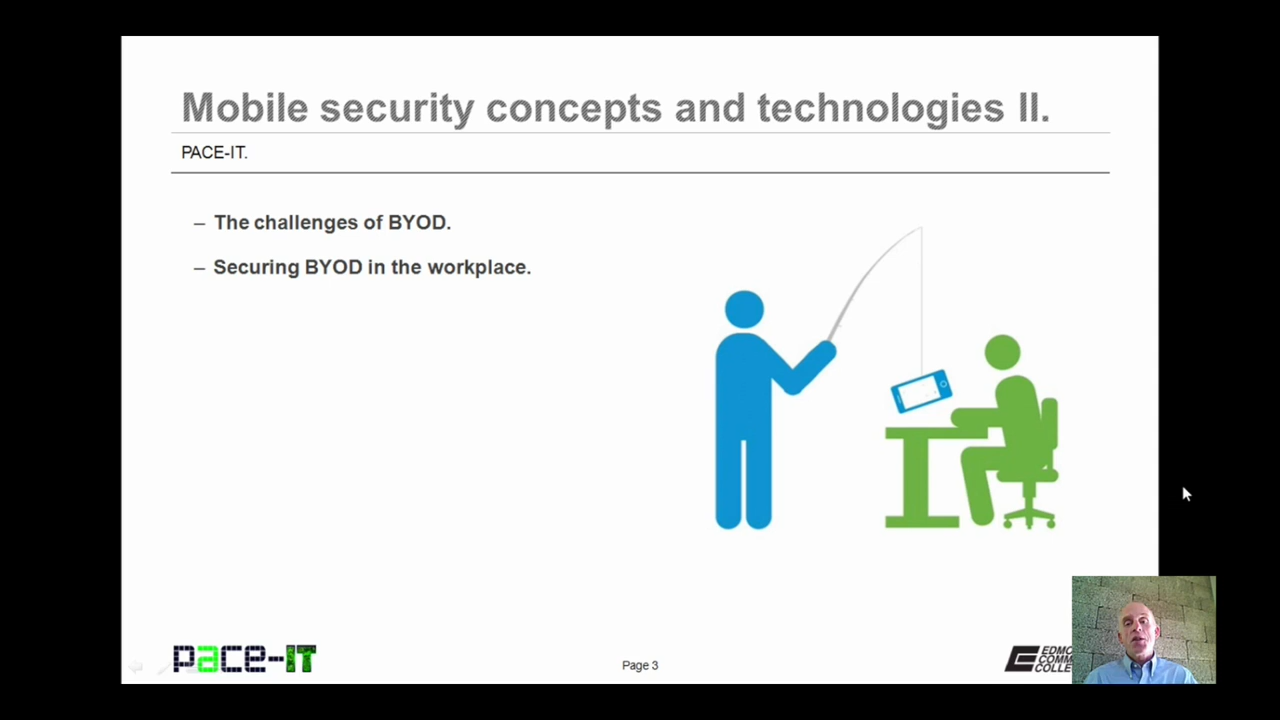 Mobile security concepts and technologies II.
PACE-IT.
– The challenges of BYOD.
– Securing BYOD in the workplace.
pace-IT
Page 3
COLLEGE